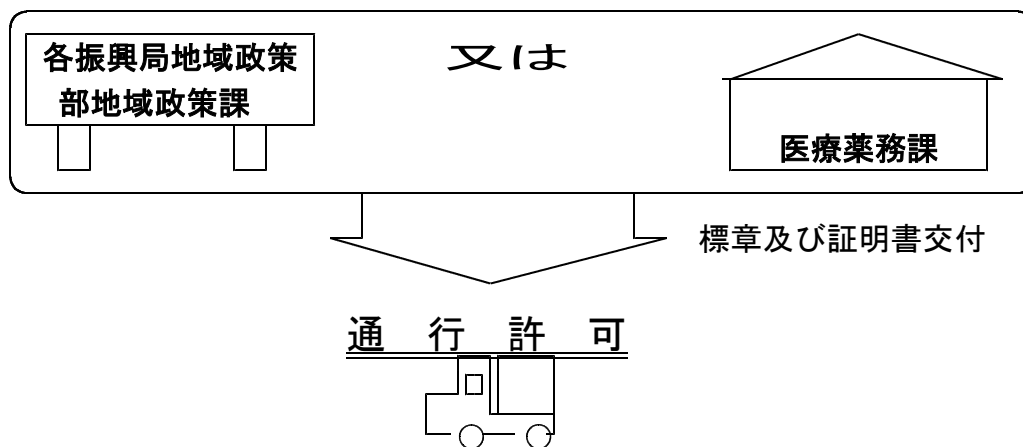 各振興局地域政策
部地域政策課
又は
医療薬務課
標章及び証明書交付
通 行 許 可